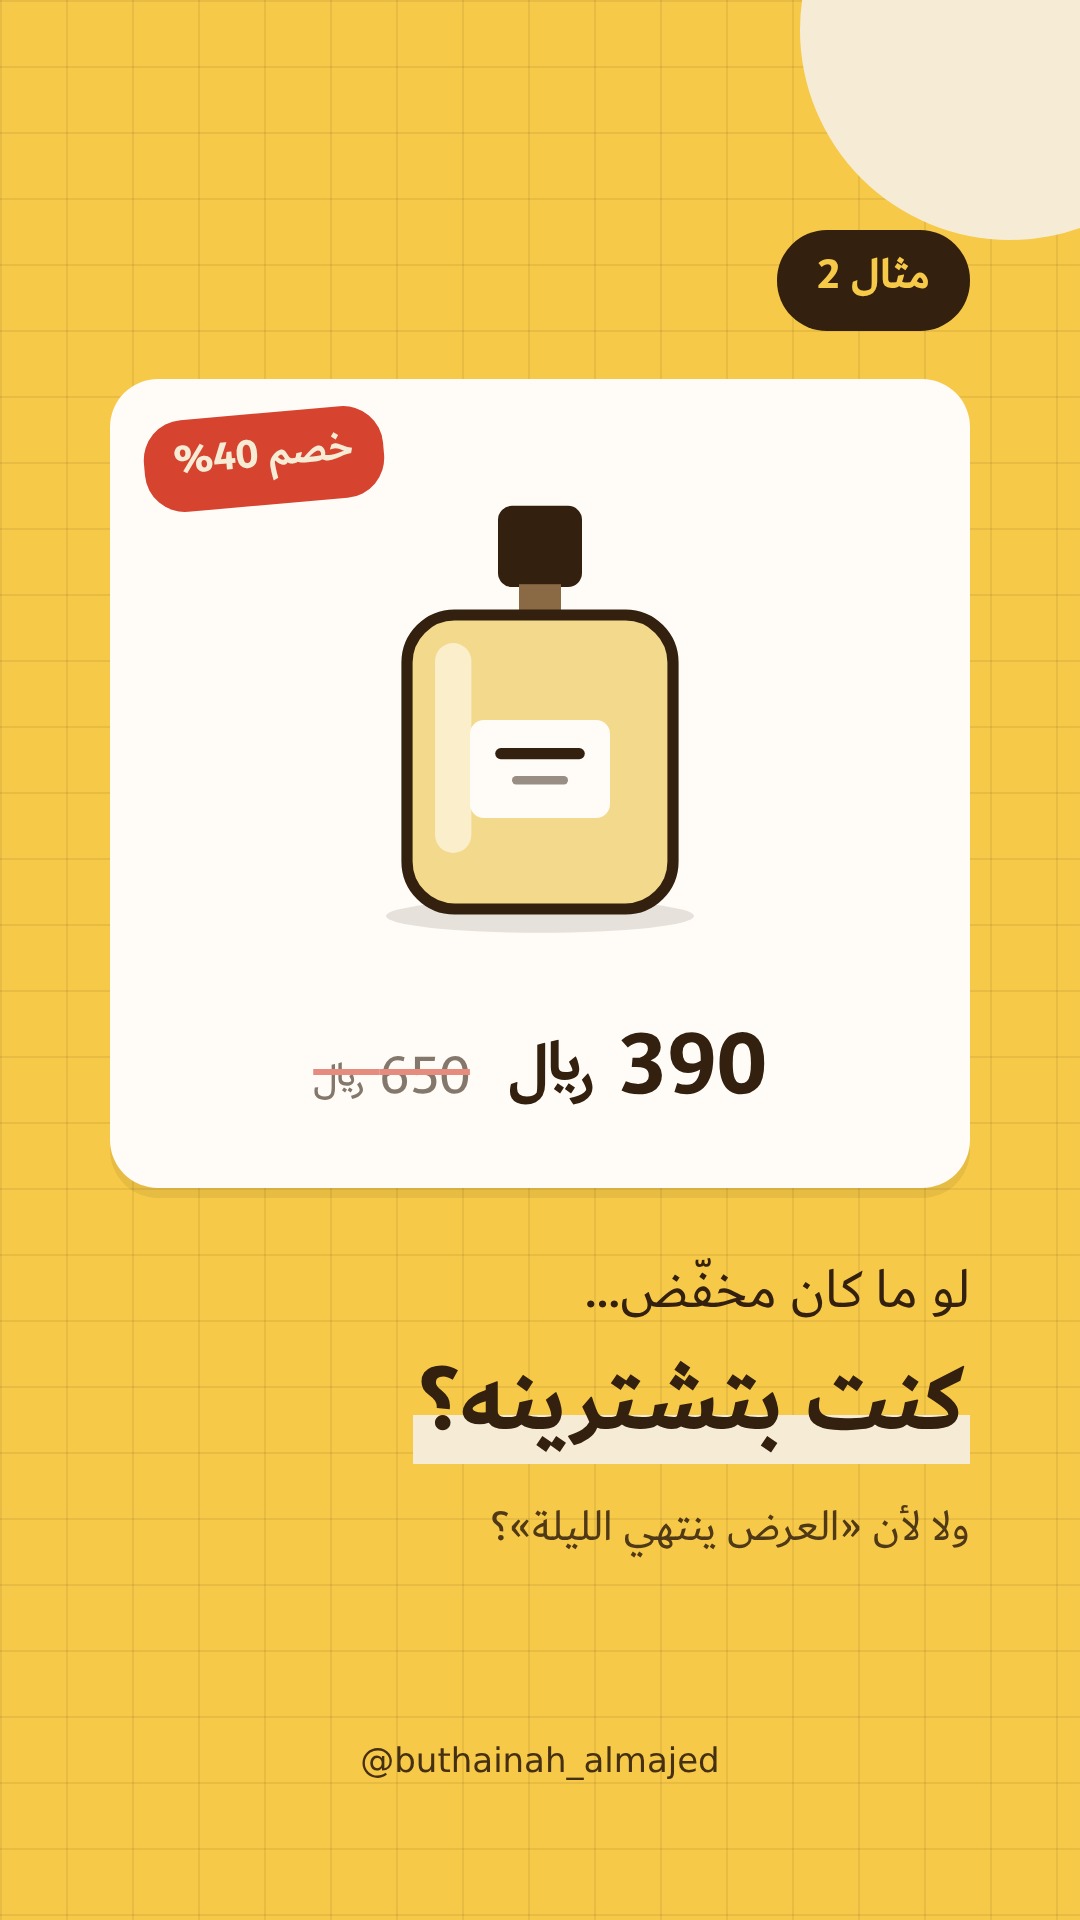 مثال 2
خصم 40%
390 ريال 650 ريال
لو ما كان مخفّض...
كنت بتشترينه؟
ولا لأن «العرض ينتهي الليلة»؟
@buthainah_almajed